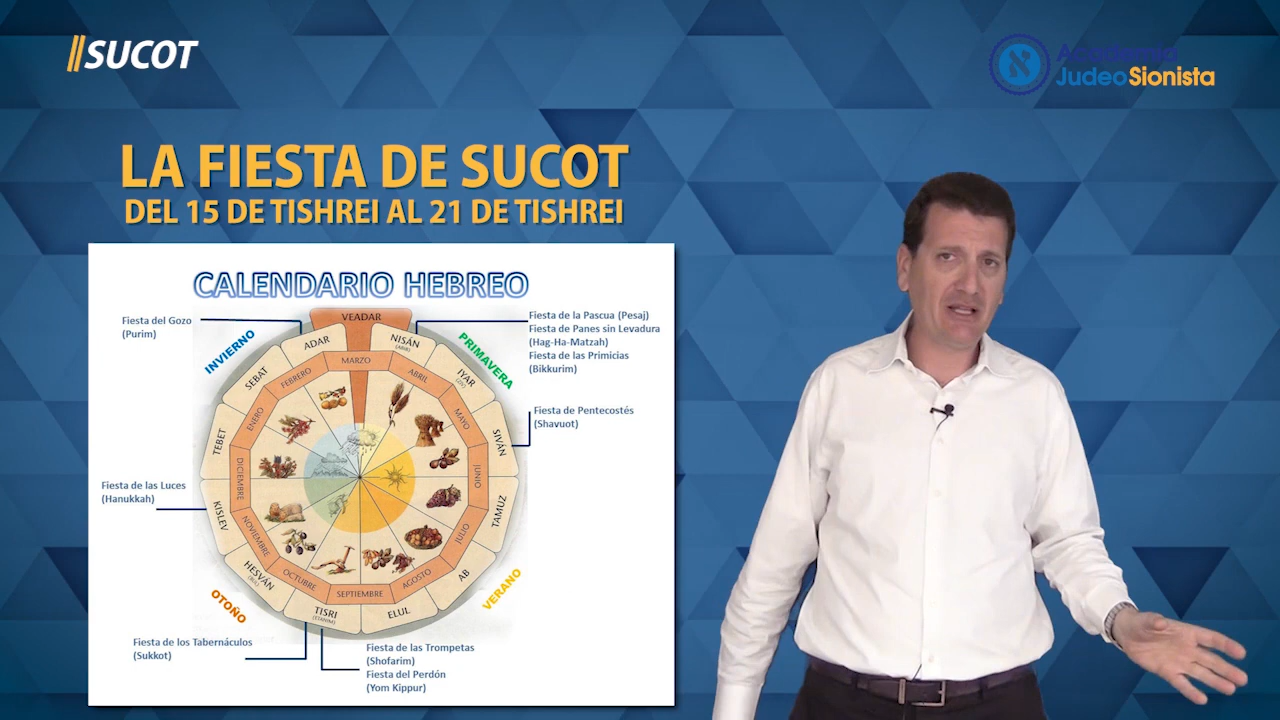 SUCOT
Academia
JudeoSionista
LA FIESTA DE SUCOT
DEL 15 DE TISHREI AL 21 DE TISHREI
CALENDARIO HEBREO
Fiesta del Gozo
(Purim)
Fiesta de la Pascua (Pesaj)
Fiesta de Panes sin Levadura
(Hag-Ha-Matzah)
Fiesta de las Primicias
(Bikkurim)
Fiesta de Pentecostés
(Shavuot)
Fiesta de las Luces
(Hanukkah)
Fiesta de los Tabernáculos
(Sukkot)
Fiesta de las Trompetas
(Shofarim)
Fiesta del Perdón
(Yom Kippur)
INVIERNO
PRIMAVERA
VERANO
OTOÑO
VEADAR
NISÁN
IYAR
SIVÁN
TAMUZ
AB
ELUL
TISRI
(ETANIM)
HESVÁN
KISLEV
TEBET
SEBAT
ADAR
MARZO
ABRIL
MAYO
JUNIO
JULIO
AGOSTO
SEPTIEMBRE
OCTUBRE
NOVIEMBRE
DICIEMBRE
ENERO
FEBRERO
א